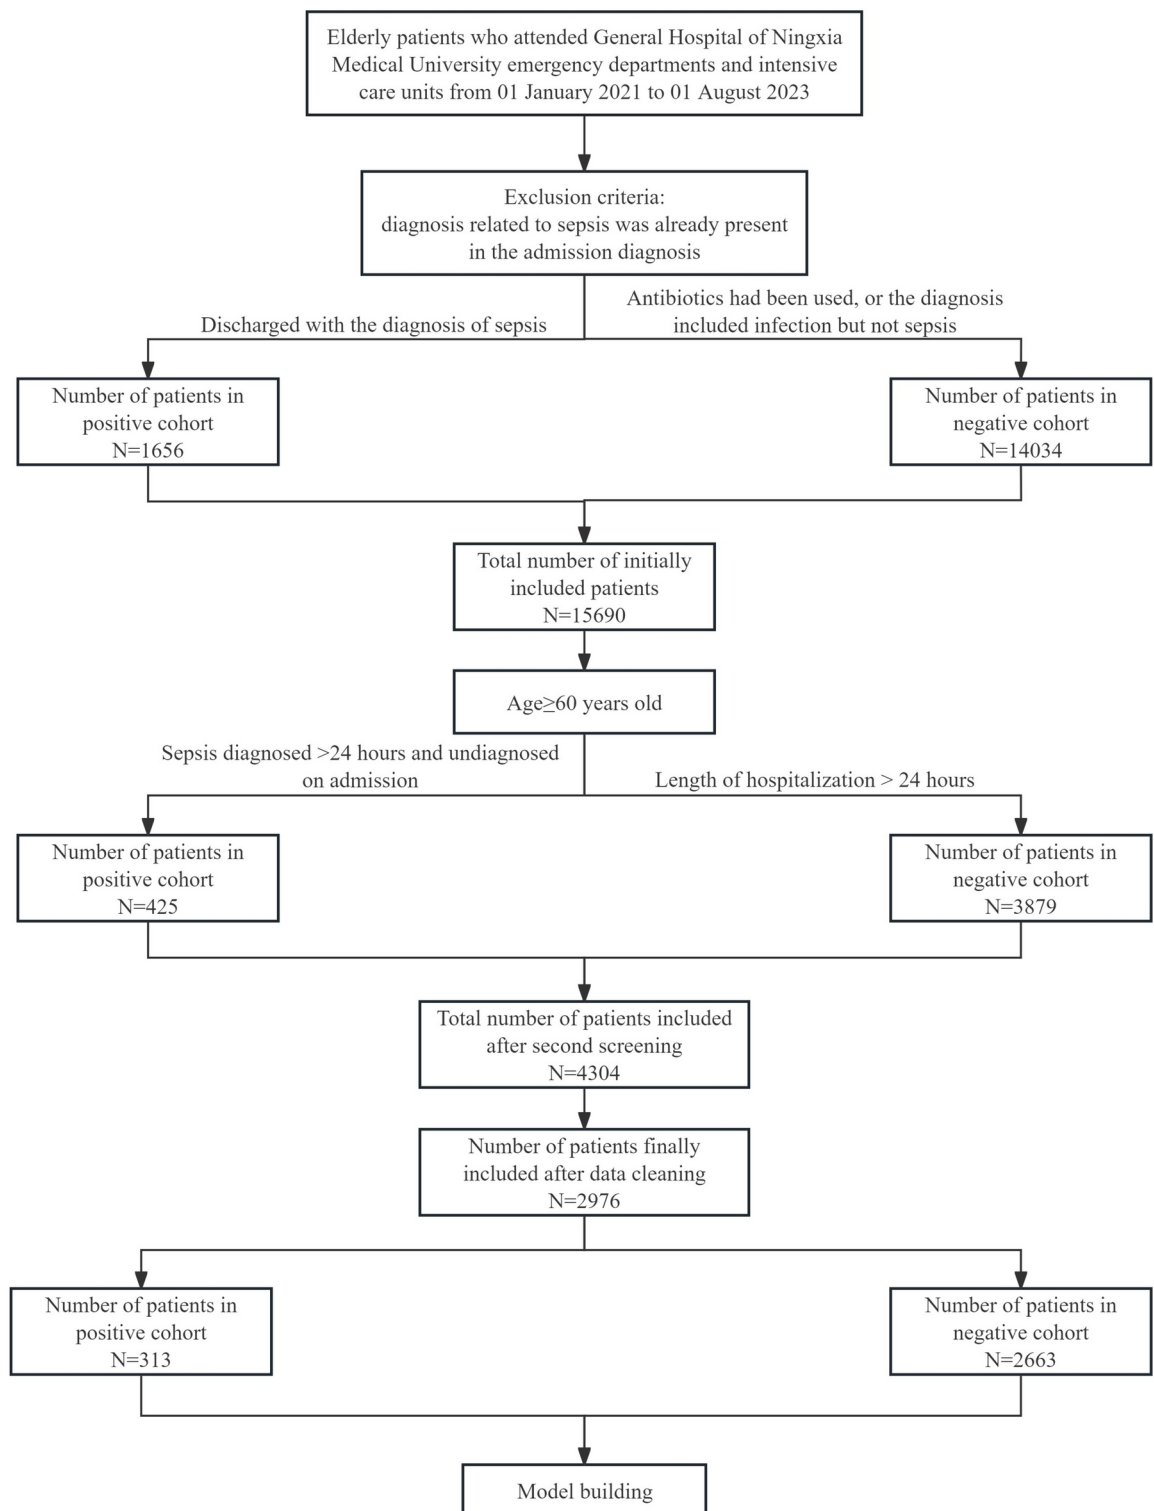 Elderly patients who attended General Hospital of Ningxia
Medical University emergency departments and intensive
care units from 01 January 2021 to 01 August 2023
Exclusion criteria:
diagnosis related to sepsis was already present
in the admission diagnosis
Discharged with the diagnosis of sepsis
Antibiotics had been used, or the diagnosis
included infection but not sepsis
Number of patients in
positive cohort
N=1656
Number of patients in
negative cohort
N=14034
Total number of initially
included patients
N=15690
Age≥60 years old
Sepsis diagnosed >24 hours and undiagnosed
on admission
Length of hospitalization > 24 hours
Number of patients in
positive cohort
N=425
Number of patients in
negative cohort
N=3879
Total number of patients included
after second screening
N=4304
Number of patients finally
included after data cleaning
N=2976
Number of patients in
positive cohort
N=313
Number of patients in
negative cohort
N=2663
Model building